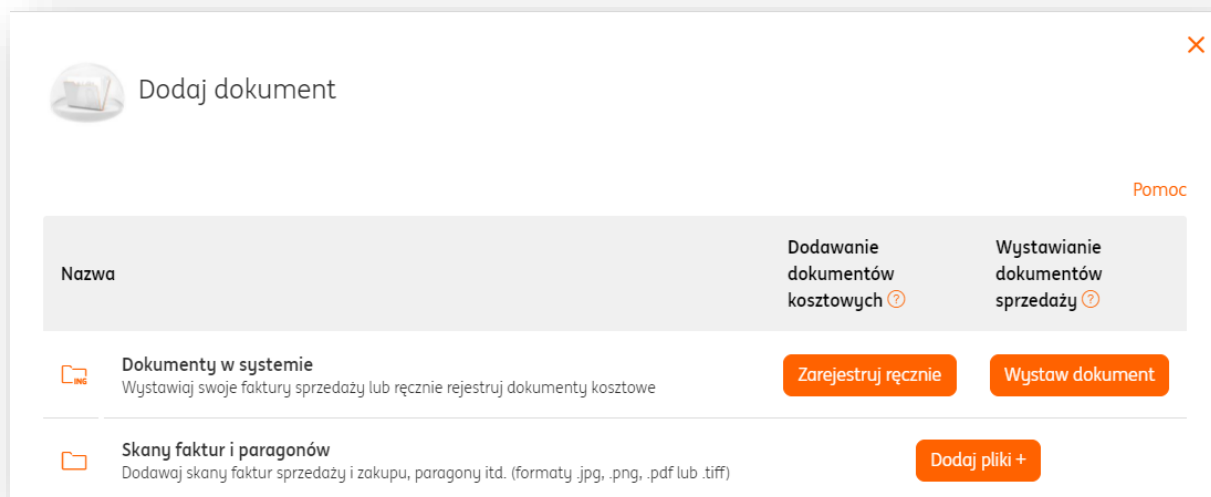 Dodaj dokument
Pomoc
Nazwa
Dodawanie
dokumentów
kosztowych ?
Wystawianie
dokumentów
sprzedaży ?
ING
Dokumenty w systemie
Wystawiaj swoje faktury sprzedaży lub ręcznie rejestruj dokumenty kosztowe
Zarejestruj ręcznie
Wystaw dokument
Skany faktur i paragonów
Dodawaj skany faktur sprzedaży i zakupu, paragony itd. (formaty .jpg, .png, .pdf lub .tiff)
Dodaj pliki +